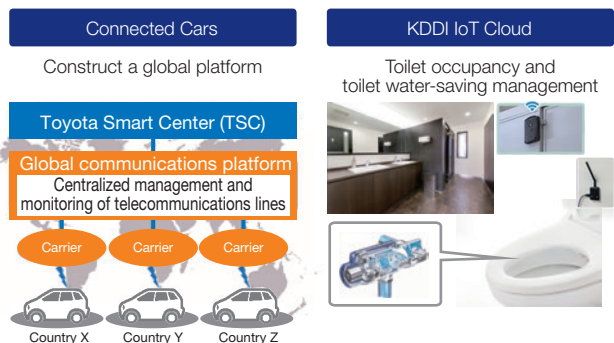 Connected Cars
Construct a global platform
Toyota Smart Center (TSC)
Global communications platform
Centralized management and
monitoring of telecommunications lines
Carrier
Carrier
Carrier
Country X
Country Y
Country Z
KDDI IoT Cloud
Toilet occupancy and
toilet water-saving management